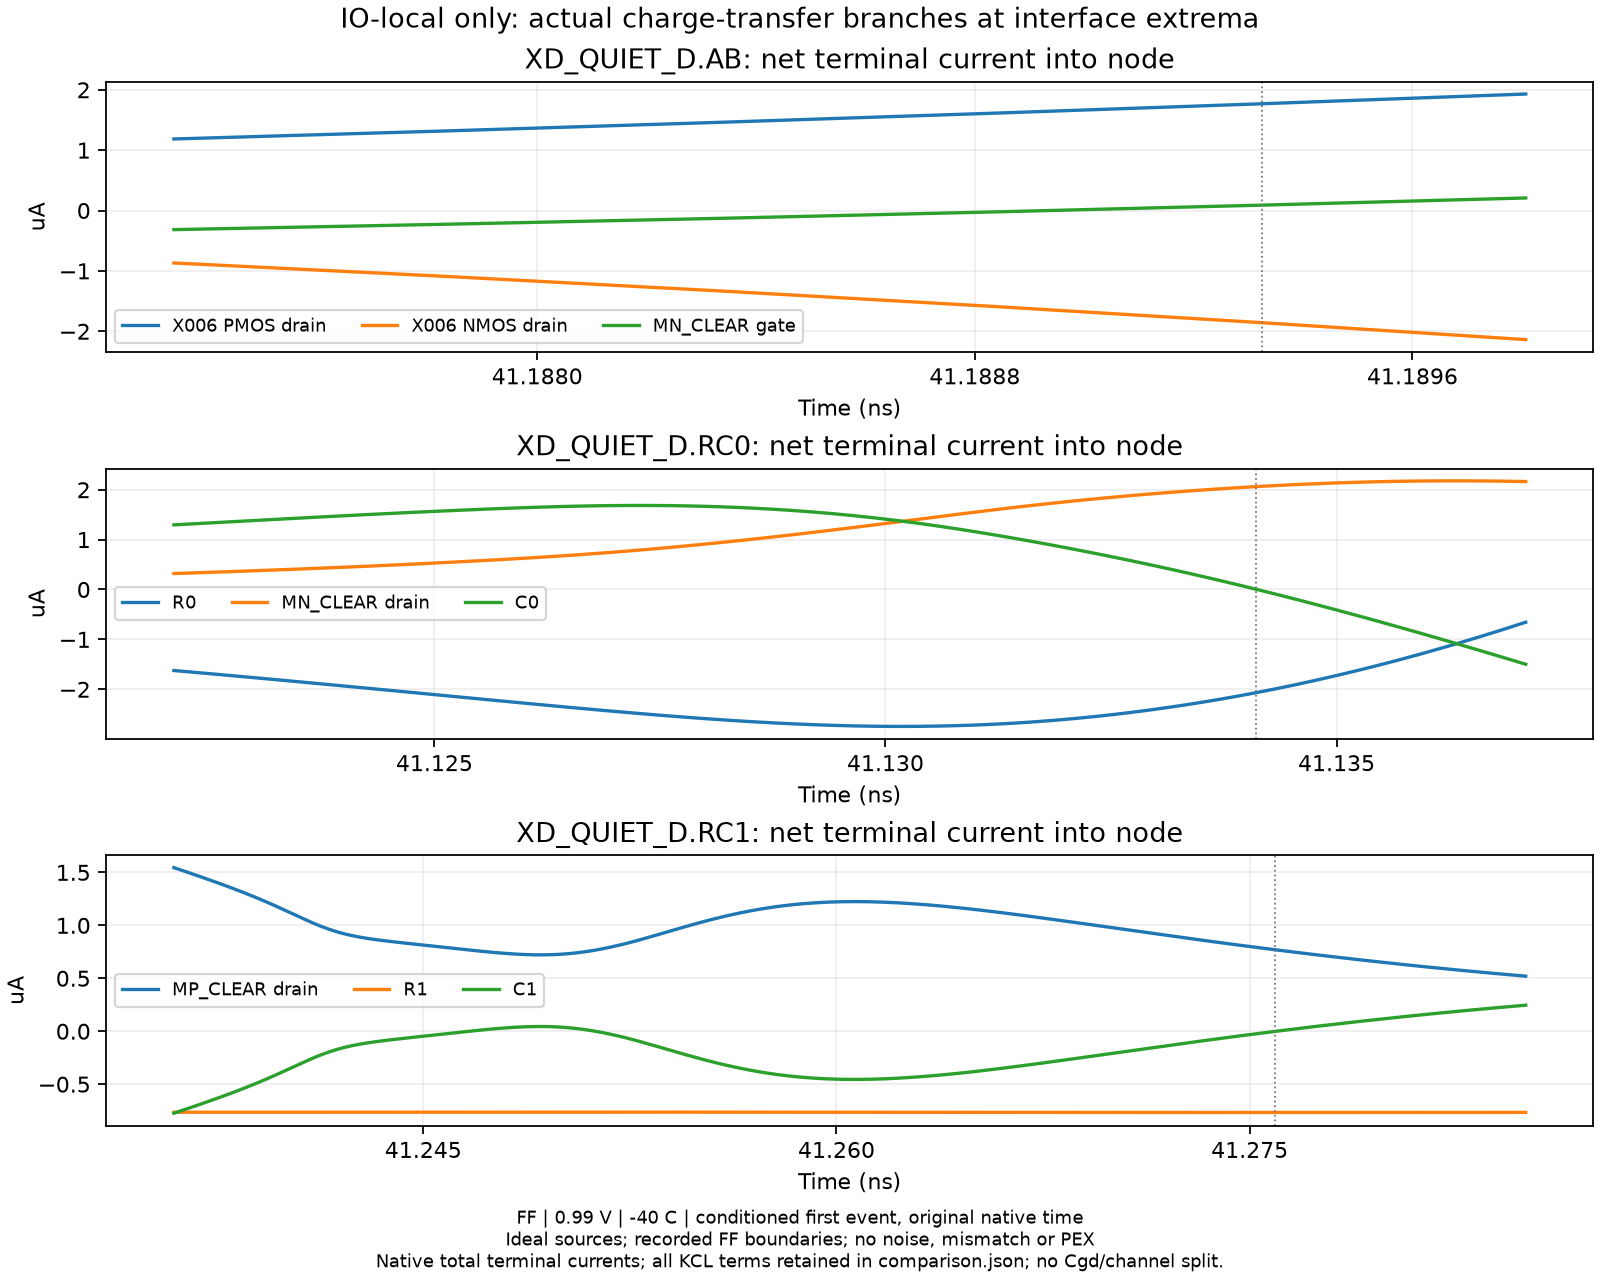 IO-local only: actual charge-transfer branches at interface extrema
XD_QUIET_D.AB: net terminal current into node
2
1
0
−1
−2
uA
X006 PMOS drain
X006 NMOS drain
MN_CLEAR gate
41.1880
41.1888
41.1896
Time (ns)
XD_QUIET_D.RC0: net terminal current into node
2
1
0
−1
−2
uA
R0
MN_CLEAR drain
C0
41.125
41.130
41.135
Time (ns)
XD_QUIET_D.RC1: net terminal current into node
1.5
1.0
0.5
0.0
−0.5
uA
MP_CLEAR drain
R1
C1
41.245
41.260
41.275
Time (ns)
FF | 0.99 V | -40 C | conditioned first event, original native time
Ideal sources; recorded FF boundaries; no noise, mismatch or PEX
Native total terminal currents; all KCL terms retained in comparison.json; no Cgd/channel split.